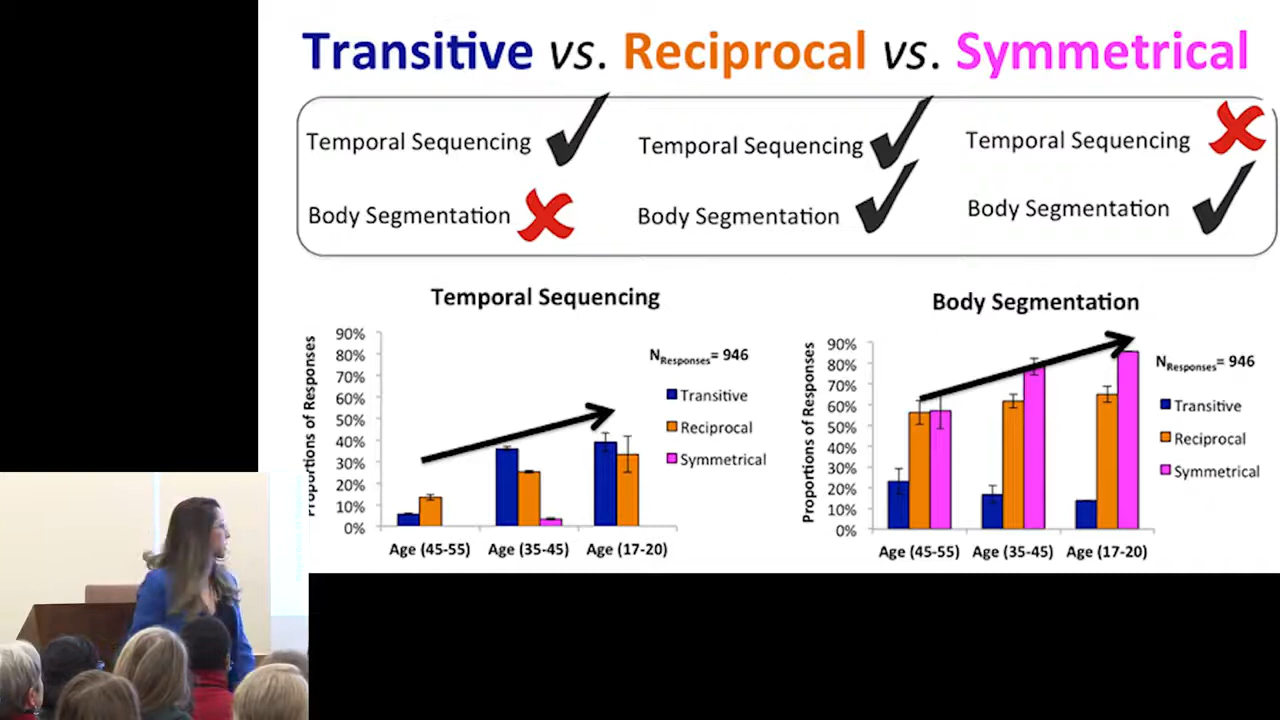 Transitive vs. Reciprocal vs. Symmetrical
Temporal Sequencing
Temporal Sequencing
Temporal Sequencing
Body Segmentation
Body Segmentation
Body Segmentation
Temporal Sequencing
Proportions of Responses
90%
80%
70%
60%
50%
40%
30%
20%
10%
0%
NResponses= 946
Transitive
Reciprocal
Symmetrical
Age (45-55)
Age (35-45)
Age (17-20)
Body Segmentation
Proportions of Responses
90%
80%
70%
60%
50%
40%
30%
20%
10%
0%
NResponses= 946
Transitive
Reciprocal
Symmetrical
Age (45-55)
Age (35-45)
Age (17-20)